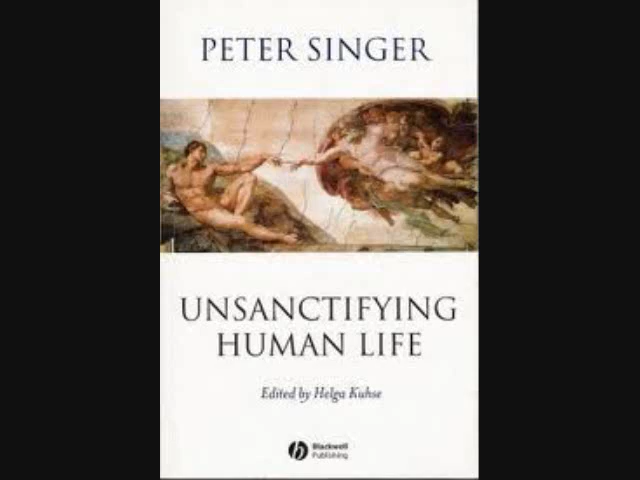 PETER SINGER
UNSANCTIFYING
HUMAN LIFE
Edited by Helga Kuhse
b
Blackwell
Publishing